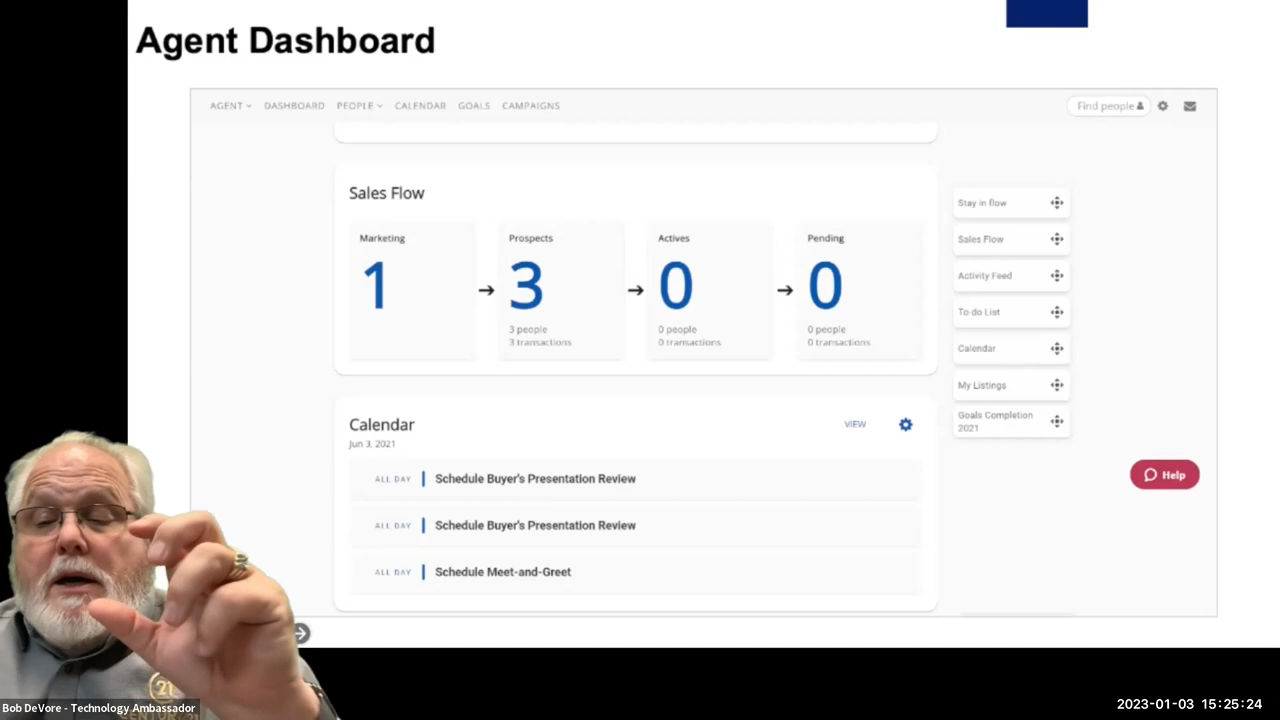 Agent Dashboard
AGENT DASHBOARD PEOPLE CALENDAR GOALS CAMPAIGNS
Find people
Sales Flow
Marketing Prospects Actives Pending
1 3 0 0
3 people 0 people 0 people
3 transactions 0 transactions 0 transactions
Stay in flow
Sales Flow
Activity Feed
To-do List
Calendar
My Listings
Goals Completion
2021
Calendar
VIEW
Jun 3, 2021
ALL DAY Schedule Buyer's Presentation Review
ALL DAY Schedule Buyer's Presentation Review
ALL DAY Schedule Meet-and-Greet
Help
21
Bob DeVore - Technology Ambassador
2023-01-03 15:25:24